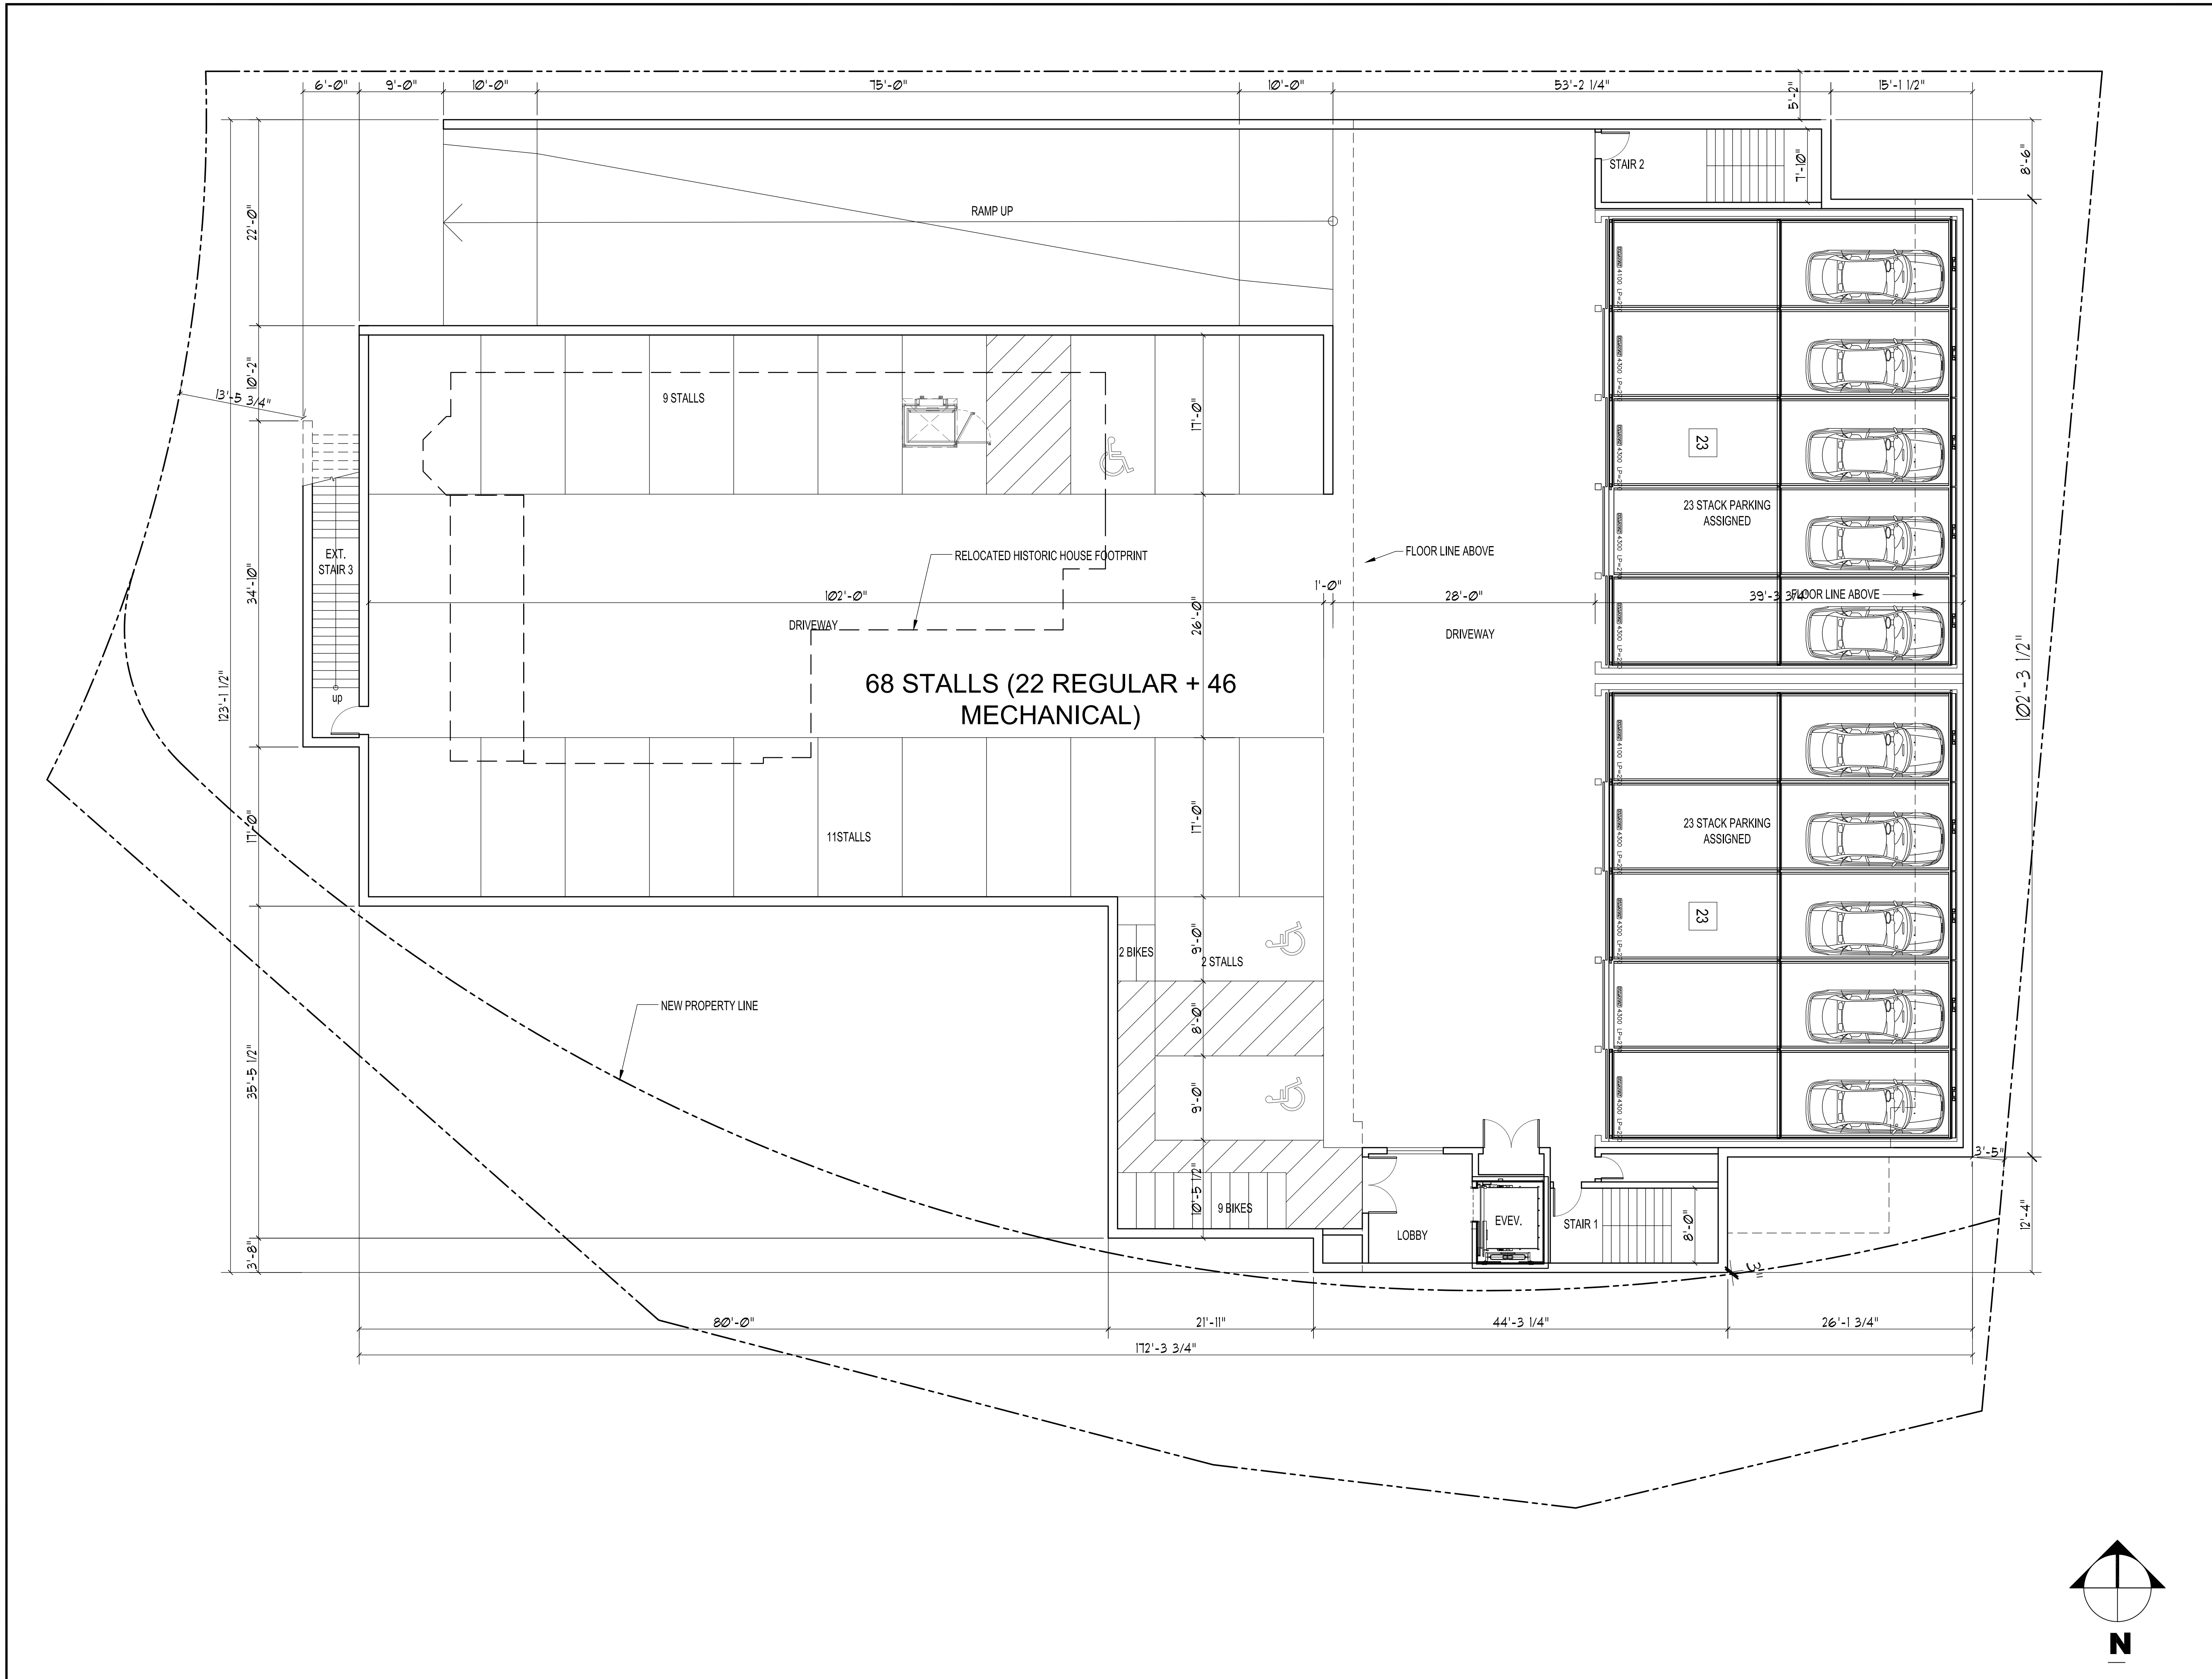 6'-0" 9'-0" 10'-0" 75'-0" 10'-0" 53'-2 1/4" 15'-1 1/2"
5'-2"
STAIR 2
7'-10"
8'-6"
22'-0"
RAMP UP
10'-2"
13'-5 3/4"
9 STALLS
17'-0"
23
23 STACK PARKING
ASSIGNED
EXT.
STAIR 3
34'-10"
RELOCATED HISTORIC HOUSE FOOTPRINT
FLOOR LINE ABOVE
1'-0"
102'-0"
26'-0"
28'-0"
39'-3 3/4"
FLOOR LINE ABOVE
DRIVEWAY
DRIVEWAY
68 STALLS (22 REGULAR + 46
MECHANICAL)
up
123'-1 1/2"
102'-3 1/2"
17'-0"
11STALLS
17'-0"
23 STACK PARKING
ASSIGNED
23
2 BIKES
9'-0"
2 STALLS
NEW PROPERTY LINE
8'-0"
35'-5 1/2"
9'-0"
3'-5"
10'-5 1/2"
9 BIKES
LOBBY
EVEV.
STAIR 1
8'-0"
12'-4"
3'-8"
3"
80'-0" 21'-11" 44'-3 1/4" 26'-1 3/4"
172'-3 3/4"
N